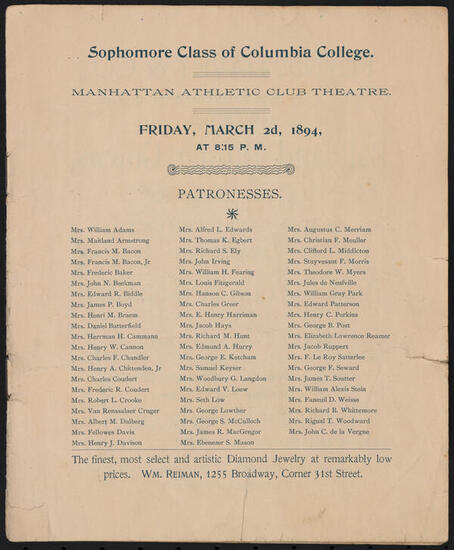 Sophomore Class of Columbia College.
MANHATTAN ATHLETIC CLUB THEATRE.
FRIDAY, MARCH 2d, 1894,
AT 8:15 P. M.
PATRONESSES.
Mrs. William Adams
Mrs. Maitland Armstrong
Mrs. Francis M. Bacon
Mrs. Francis M. Bacon, Jr
Mrs. Frederic Baker
Mrs. John N. Beekman
Mrs. Edward R. Biddle
Mrs. James P. Boyd
Mrs. Henri M. Braem
Mrs. Daniel Butterfield
Mrs. Herrman H. Cammann
Mrs. Henry W. Cannon
Mrs. Charles F. Chandler
Mrs. Henry A. Chittenden, Jr
Mrs. Charles Coudert
Mrs. Frederic R. Coudert
Mrs. Robert L. Crooke
Mrs. Van Rensselaer Cruger
Mrs. Albert M. Dalberg
Mrs. Fellowes Davis
Mrs. Henry J. Davison
Mrs. Alfred L. Edwards
Mrs. Thomas K. Egbert
Mrs. Richard S. Ely
Mrs. John Irving
Mrs. William H. Fearing
Mrs. Louis Fitzgerald
Mrs. Hanson C. Gibson
Mrs. Charles Greer
Mrs. E. Henry Harriman
Mrs. Jacob Hays
Mrs. Richard M. Hunt
Mrs. Edmund A. Hurry
Mrs. George E. Ketcham
Mrs. Samuel Keyser
Mrs. Woodbury G. Langdon
Mrs. Edward V. Loew
Mrs. Seth Low
Mrs. George Lowther
Mrs. George S. McCulloch
Mrs. James R. MacGregor
Mrs. Ebenezer S. Mason
Mrs. Augustus C. Merriam
Mrs. Christian F. Meuller
Mrs. Clifford L. Middleton
Mrs. Stuyvesant F. Morris
Mrs. Theodore W. Myers
Mrs. Jules de Neufville
Mrs. William Gray Park
Mrs. Edward Patterson
Mrs. Henry C. Perkins
Mrs. George B. Post
Mrs. Elizabeth Lawrence Reamer
Mrs. Jacob Ruppert
Mrs. F. Le Roy Satterlee
Mrs. George F. Seward
Mrs. James T. Soutter
Mrs. William Alexis Stein
Mrs. Faneuil D. Weisse
Mrs. Richard B. Whittemore
Mrs. Rignal T. Woodward
Mrs. John C. de la Vergne
The finest, most select and artistic Diamond Jewelry at remarkably low
prices. WM. REIMAN, 1255 Broadway, Corner 31st Street.